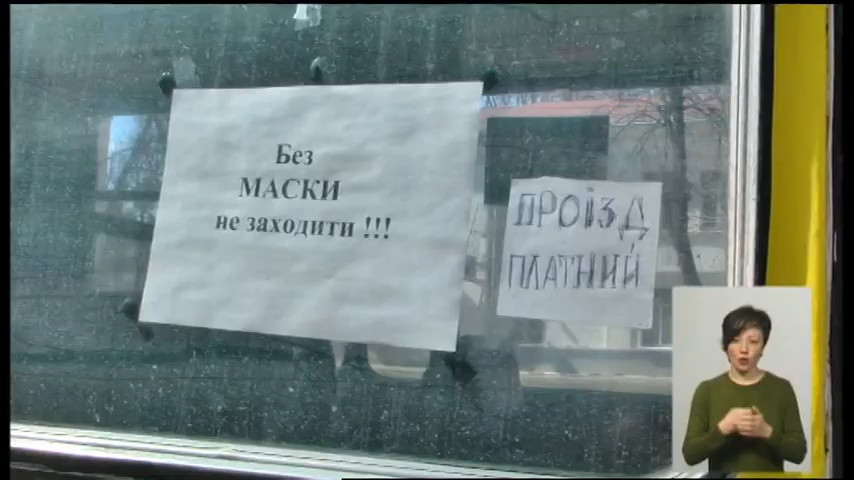 Без
МАСКИ
не заходити !!!
ПРОЇЗД
ПЛАТНИЙ